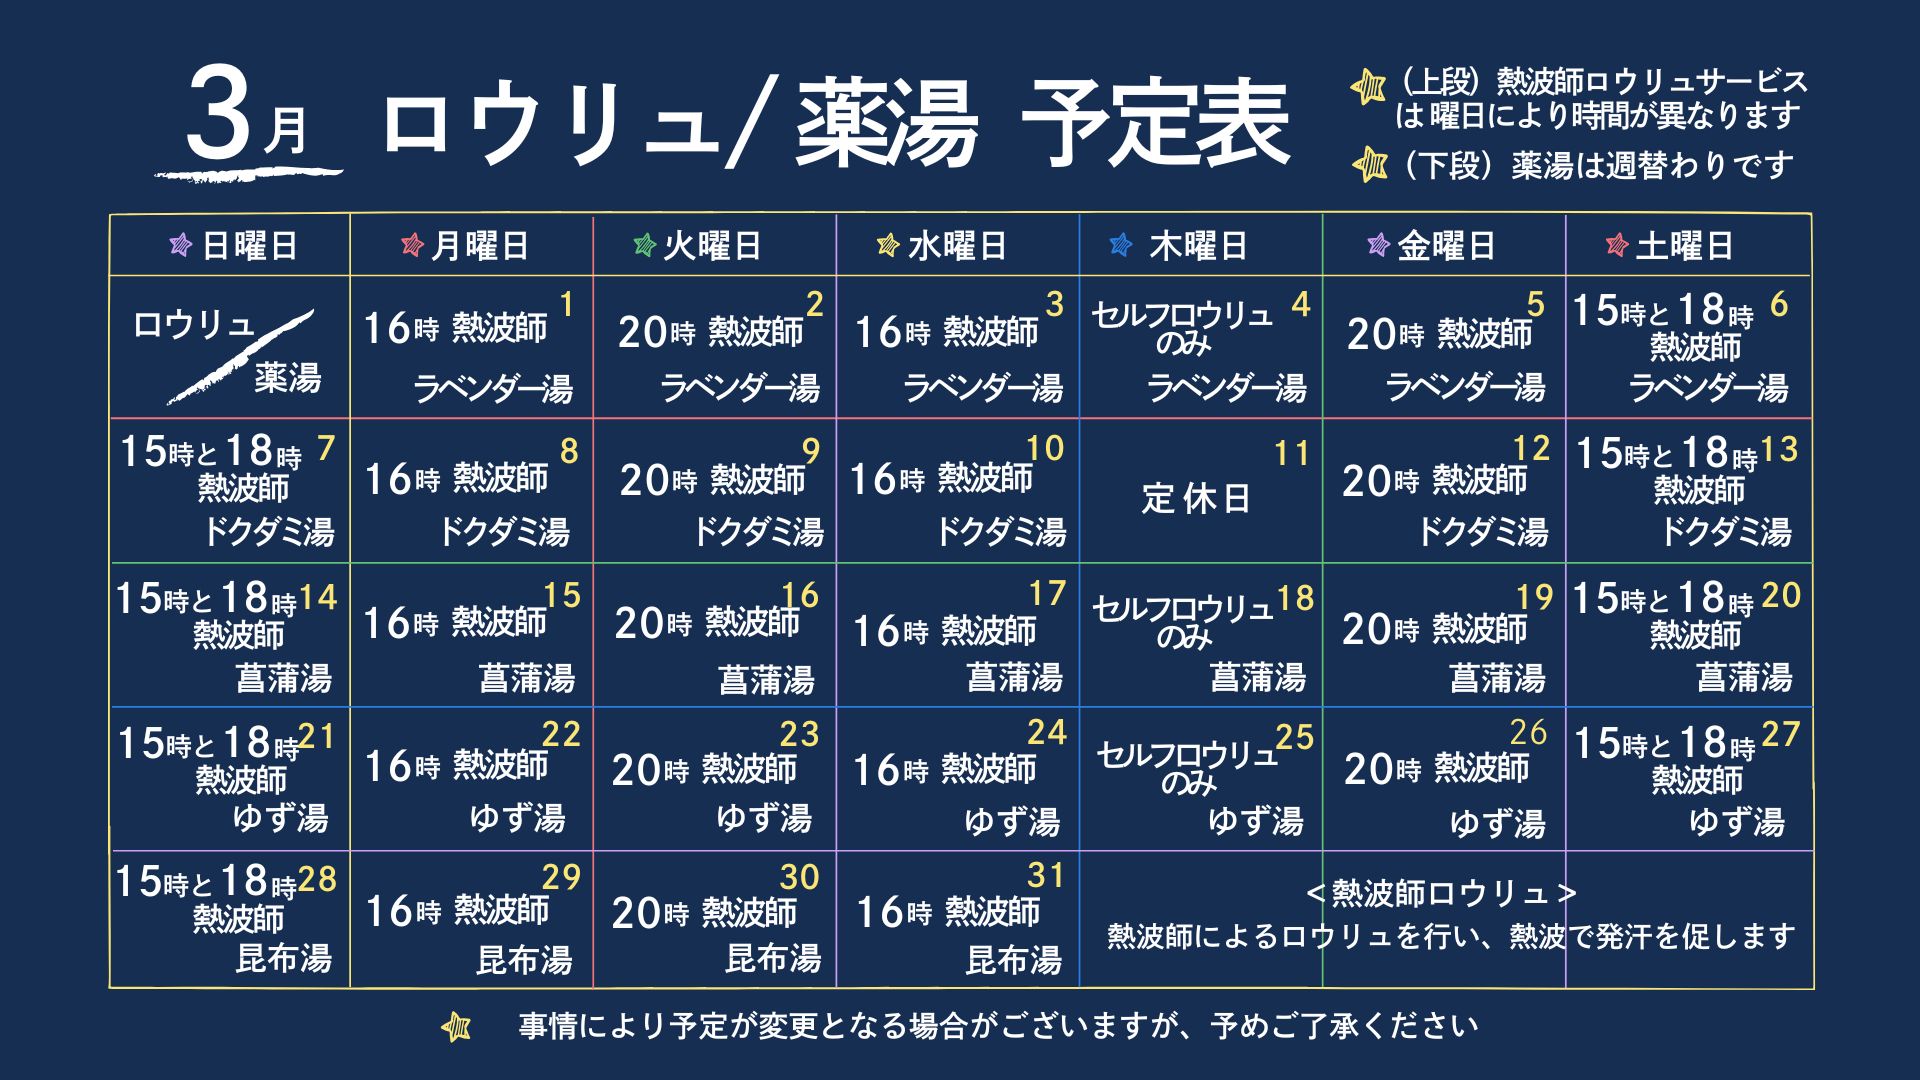 3月 ロウリュ/薬湯 予定表
（上段）熱波師ロウリュサービス
は曜日により時間が異なります
（下段）薬湯は週替わりです
日曜日 月曜日 火曜日 水曜日 木曜日 金曜日 土曜日
ロウリュ
薬湯
1
16時 熱波師
ラベンダー湯
2
20時 熱波師
ラベンダー湯
3
16時 熱波師
ラベンダー湯
4
セルフロウリュ
のみ
ラベンダー湯
5
20時 熱波師
ラベンダー湯
15時と18時 6
熱波師
ラベンダー湯
15時と18時 7
熱波師
ドクダミ湯
8
16時 熱波師
ドクダミ湯
9
20時 熱波師
ドクダミ湯
10
16時 熱波師
ドクダミ湯
11
定休日
12
20時 熱波師
ドクダミ湯
15時と18時 13
熱波師
ドクダミ湯
15時と18時 14
熱波師
菖蒲湯
15
16時 熱波師
菖蒲湯
16
20時 熱波師
菖蒲湯
17
16時 熱波師
菖蒲湯
18
セルフロウリュ
のみ
菖蒲湯
19
20時 熱波師
菖蒲湯
15時と18時 20
熱波師
菖蒲湯
15時と18時 21
熱波師
ゆず湯
22
16時 熱波師
ゆず湯
23
20時 熱波師
ゆず湯
24
16時 熱波師
ゆず湯
25
セルフロウリュ
のみ
ゆず湯
26
20時 熱波師
ゆず湯
15時と18時 27
熱波師
ゆず湯
15時と18時 28
熱波師
昆布湯
29
16時 熱波師
昆布湯
30
20時 熱波師
昆布湯
31
16時 熱波師
昆布湯
＜熱波師ロウリュ＞
熱波師によるロウリュを行い、熱波で発汗を促します
事情により予定が変更となる場合がございますが、予めご了承ください